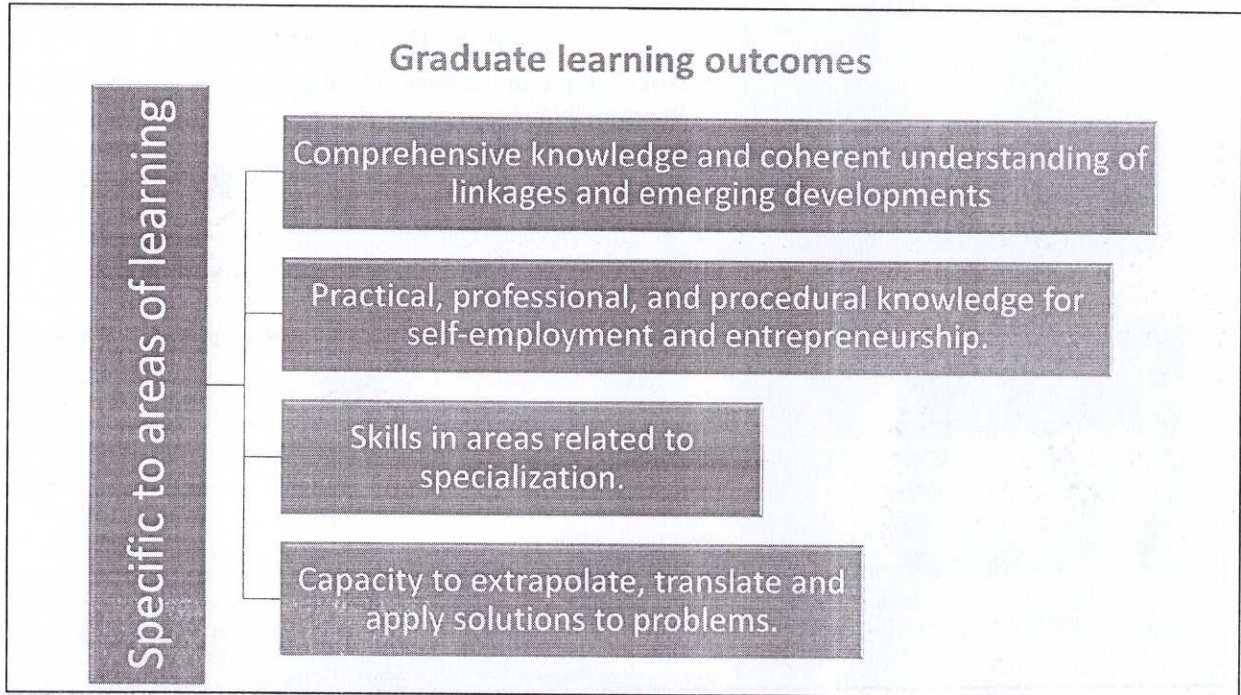 Graduate learning outcomes
Specific to areas of learning
Comprehensive knowledge and coherent understanding of
linkages and emerging developments
Practical, professional, and procedural knowledge for
self-employment and entrepreneurship.
Skills in areas related to
specialization.
Capacity to extrapolate, translate and
apply solutions to problems.